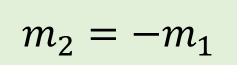 m₂ = −m₁